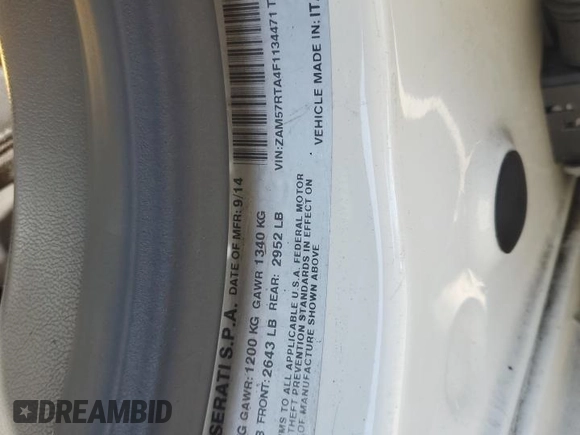 SERATI S.P.A. DATE OF MFR: 9/14
G GAWR: 1200 KG GAWR 1340 KG
B FRONT: 2643 LB REAR: 2952 LB
MS TO ALL APPLICABLE U.S.A. FEDERAL MOTOR
THEFT PREVENTION STANDARDS IN EFFECT ON
OF MANUFACTURE SHOWN ABOVE
VIN:ZAM57RTA4F1134471 T
VEHICLE MADE IN: IT
DREAMBID